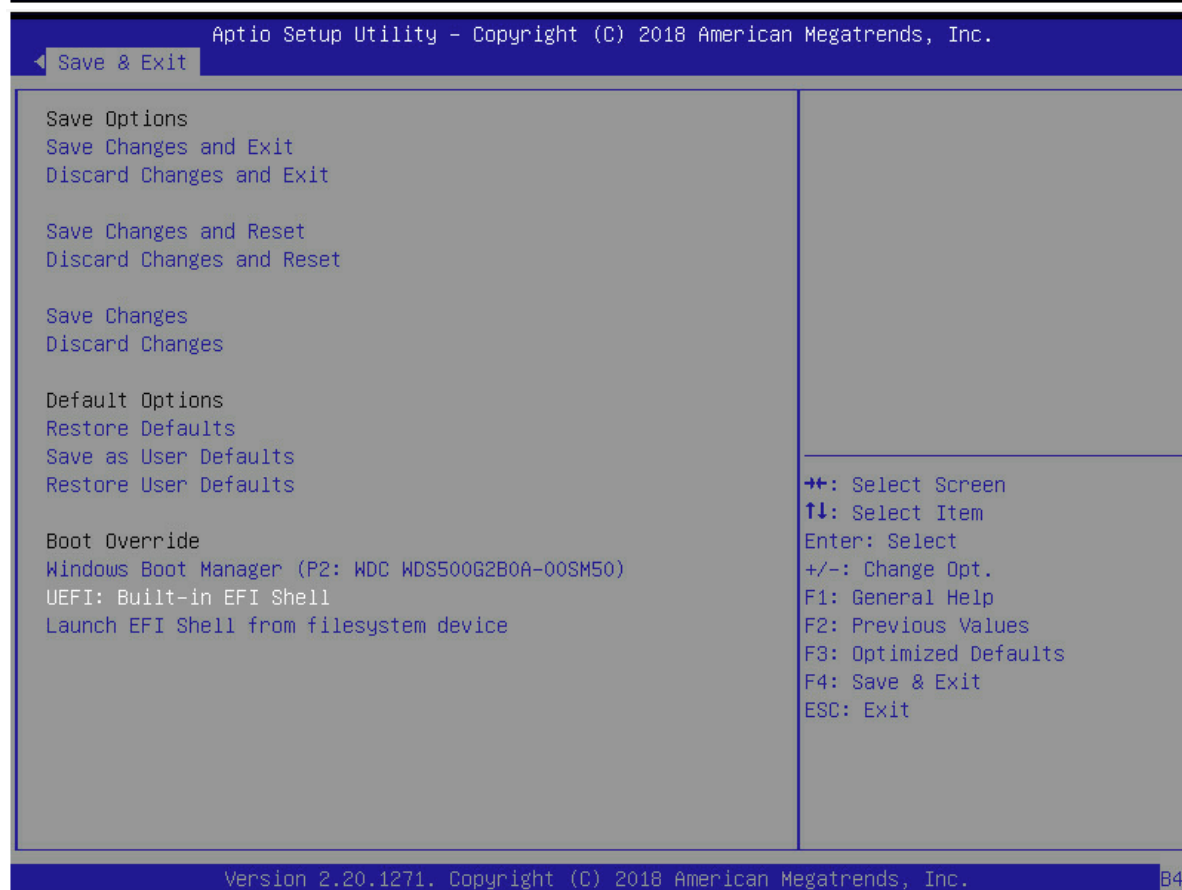 Aptio Setup Utility – Copyright (C) 2018 American Megatrends, Inc.
Save & Exit
Save Options
Save Changes and Exit
Discard Changes and Exit
Save Changes and Reset
Discard Changes and Reset
Save Changes
Discard Changes
Default Options
Restore Defaults
Save as User Defaults
Restore User Defaults
Boot Override
Windows Boot Manager (P2: WDC WDS500G2B0A-00SM50)
UEFI: Built-in EFI Shell
Launch EFI Shell from filesystem device
→←: Select Screen
↑↓: Select Item
Enter: Select
+/-: Change Opt.
F1: General Help
F2: Previous Values
F3: Optimized Defaults
F4: Save & Exit
ESC: Exit
Version 2.20.1271. Copyright (C) 2018 American Megatrends, Inc.
B4